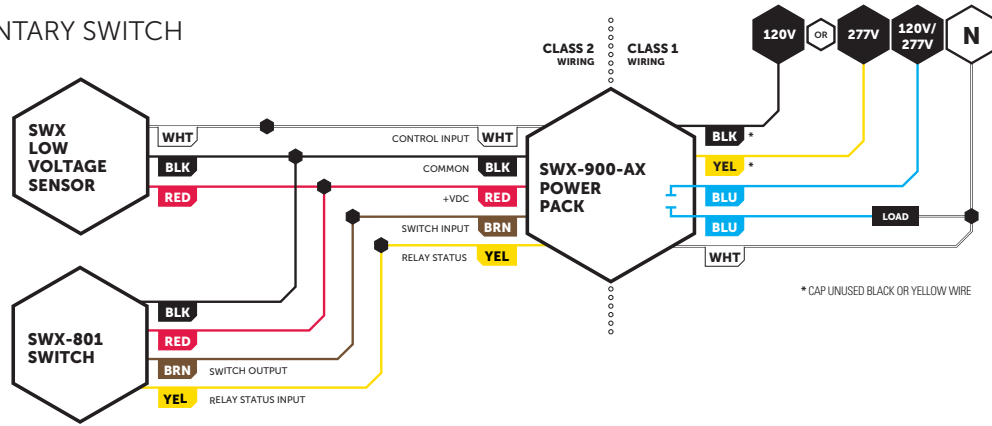 NTARY SWITCH
CLASS 2
WIRING
CLASS 1
WIRING
120V
OR
277V
120V/
277V
N
SWX
LOW
VOLTAGE
SENSOR
WHT
BLK
RED
CONTROL INPUT WHT
COMMON BLK
+VDC RED
SWITCH INPUT BRN
RELAY STATUS YEL
SWX-900-AX
POWER
PACK
BLK *
YEL *
BLU
BLU
LOAD
WHT
* CAP UNUSED BLACK OR YELLOW WIRE
SWX-801
SWITCH
BLK
RED
BRN SWITCH OUTPUT
YEL RELAY STATUS INPUT